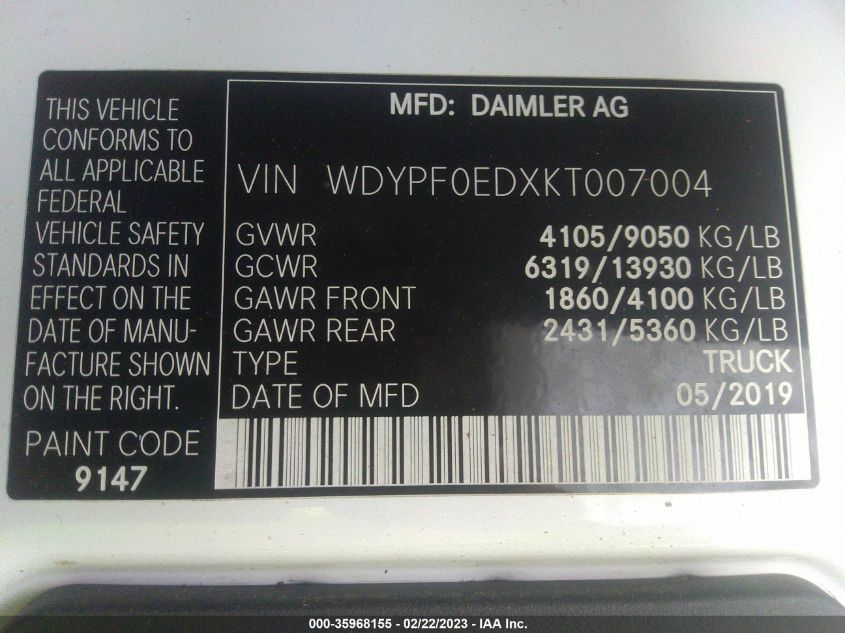 THIS VEHICLE
CONFORMS TO
ALL APPLICABLE
FEDERAL
VEHICLE SAFETY
STANDARDS IN
EFFECT ON THE
DATE OF MANU-
FACTURE SHOWN
ON THE RIGHT.
PAINT CODE
9147
MFD: DAIMLER AG
VIN WDYPF0EDXKT007004
GVWR 4105/9050 KG/LB
GCWR 6319/13930 KG/LB
GAWR FRONT 1860/4100 KG/LB
GAWR REAR 2431/5360 KG/LB
TYPE TRUCK
DATE OF MFD 05/2019
000-35968155 - 02/22/2023 - IAA Inc.